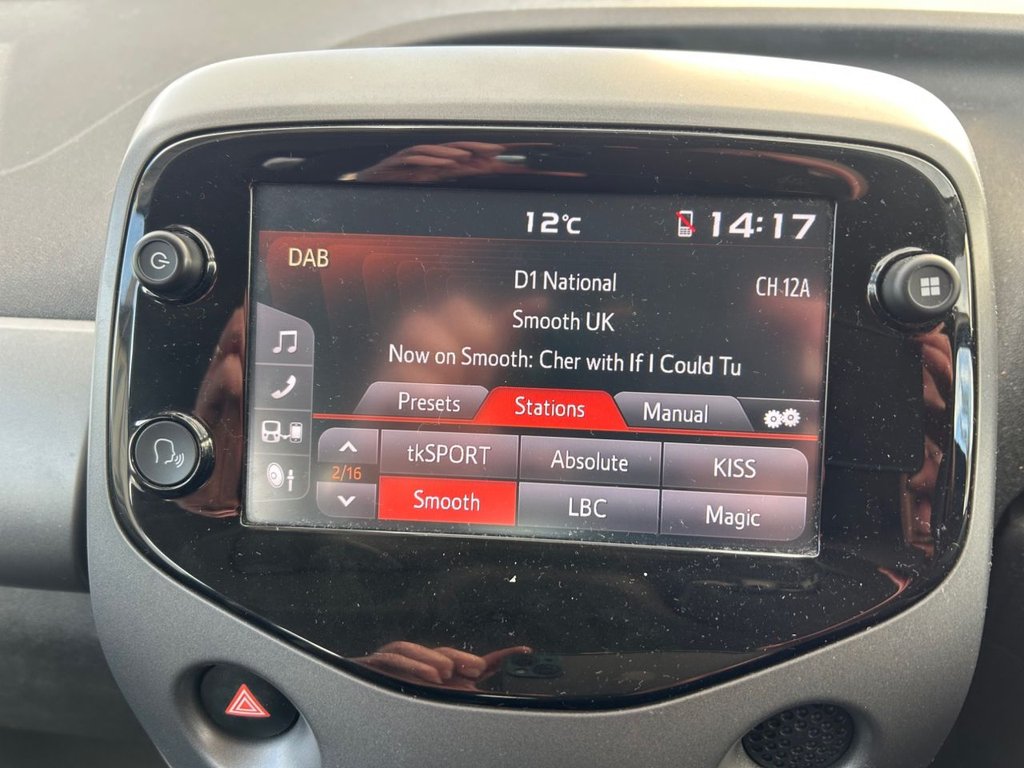 12°C 14:17
DAB
D1 National CH 12A
Smooth UK
Now on Smooth: Cher with If I Could Tu
Presets Stations Manual
2/16
tkSPORT Absolute KISS
Smooth LBC Magic